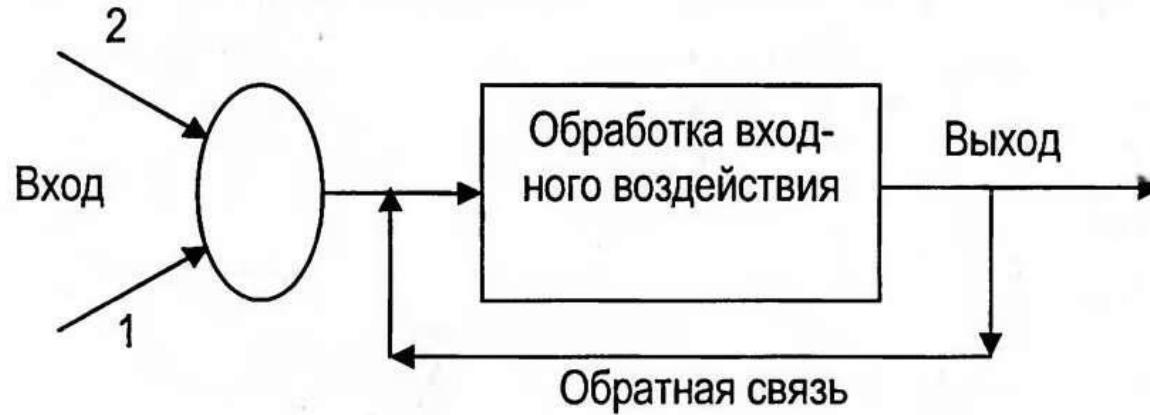 2
Обработка вход-
ного воздействия
Выход
Вход
1
Обратная связь